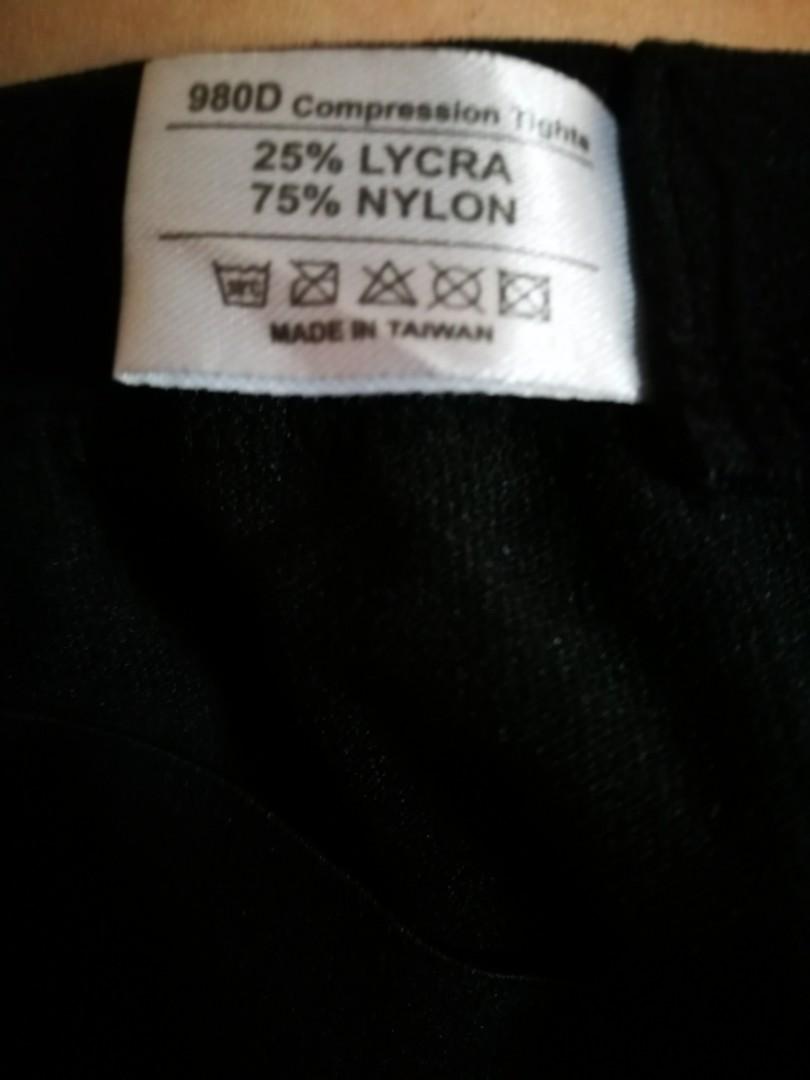 980D Compression Tights
25% LYCRA
75% NYLON
MADE IN TAIWAN